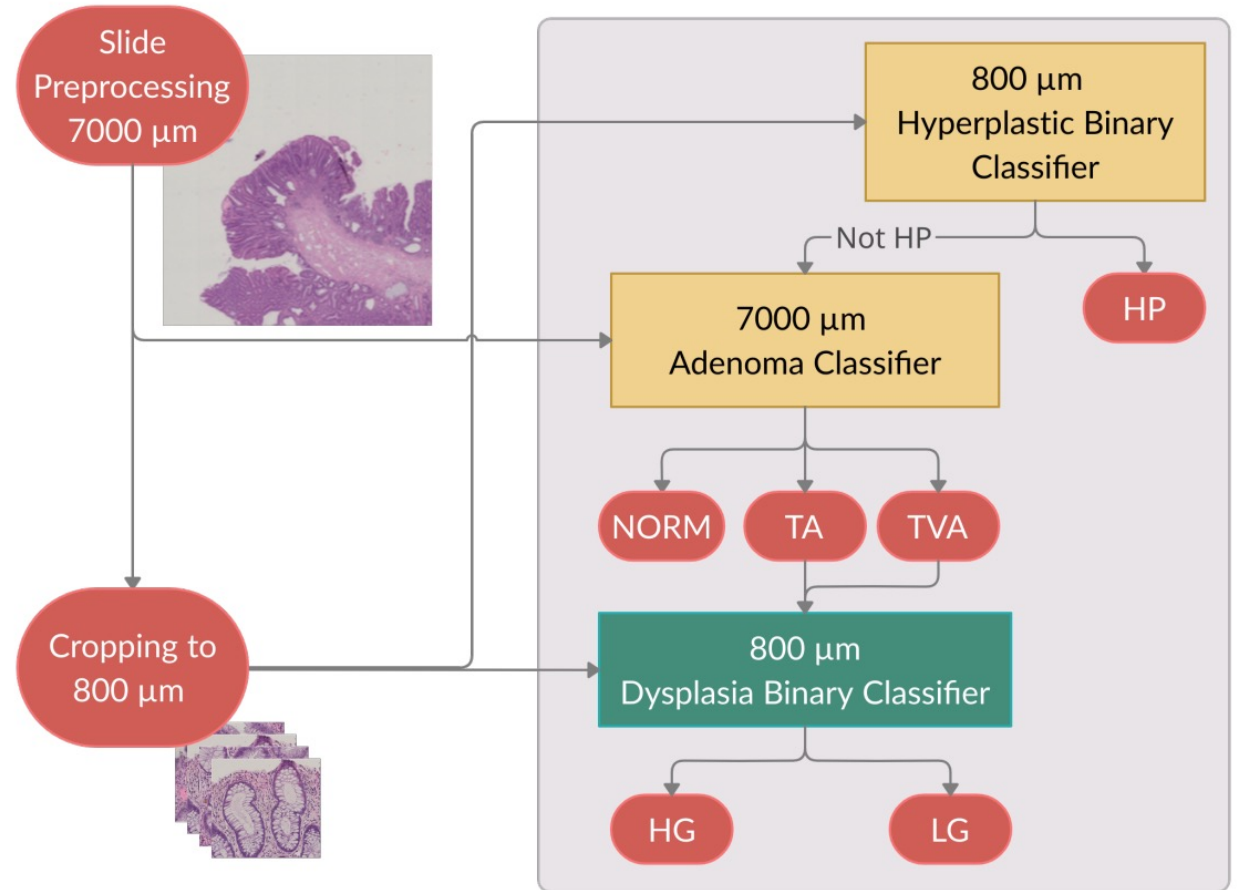 Slide
Preprocessing
7000 μm
800 μm
Hyperplastic Binary
Classifier
Not HP
HP
7000 μm
Adenoma Classifier
NORM
TA
TVA
Cropping to
800 μm
800 μm
Dysplasia Binary Classifier
HG
LG